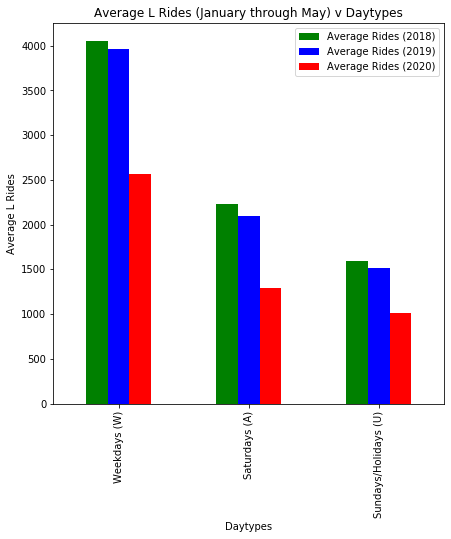 Average L Rides (January through May) v Daytypes
Average Rides (2018)
Average Rides (2019)
Average Rides (2020)
4000
3500
3000
2500
2000
1500
1000
500
0
Average L Rides
Weekdays (W)
Saturdays (A)
Sundays/Holidays (U)
Daytypes